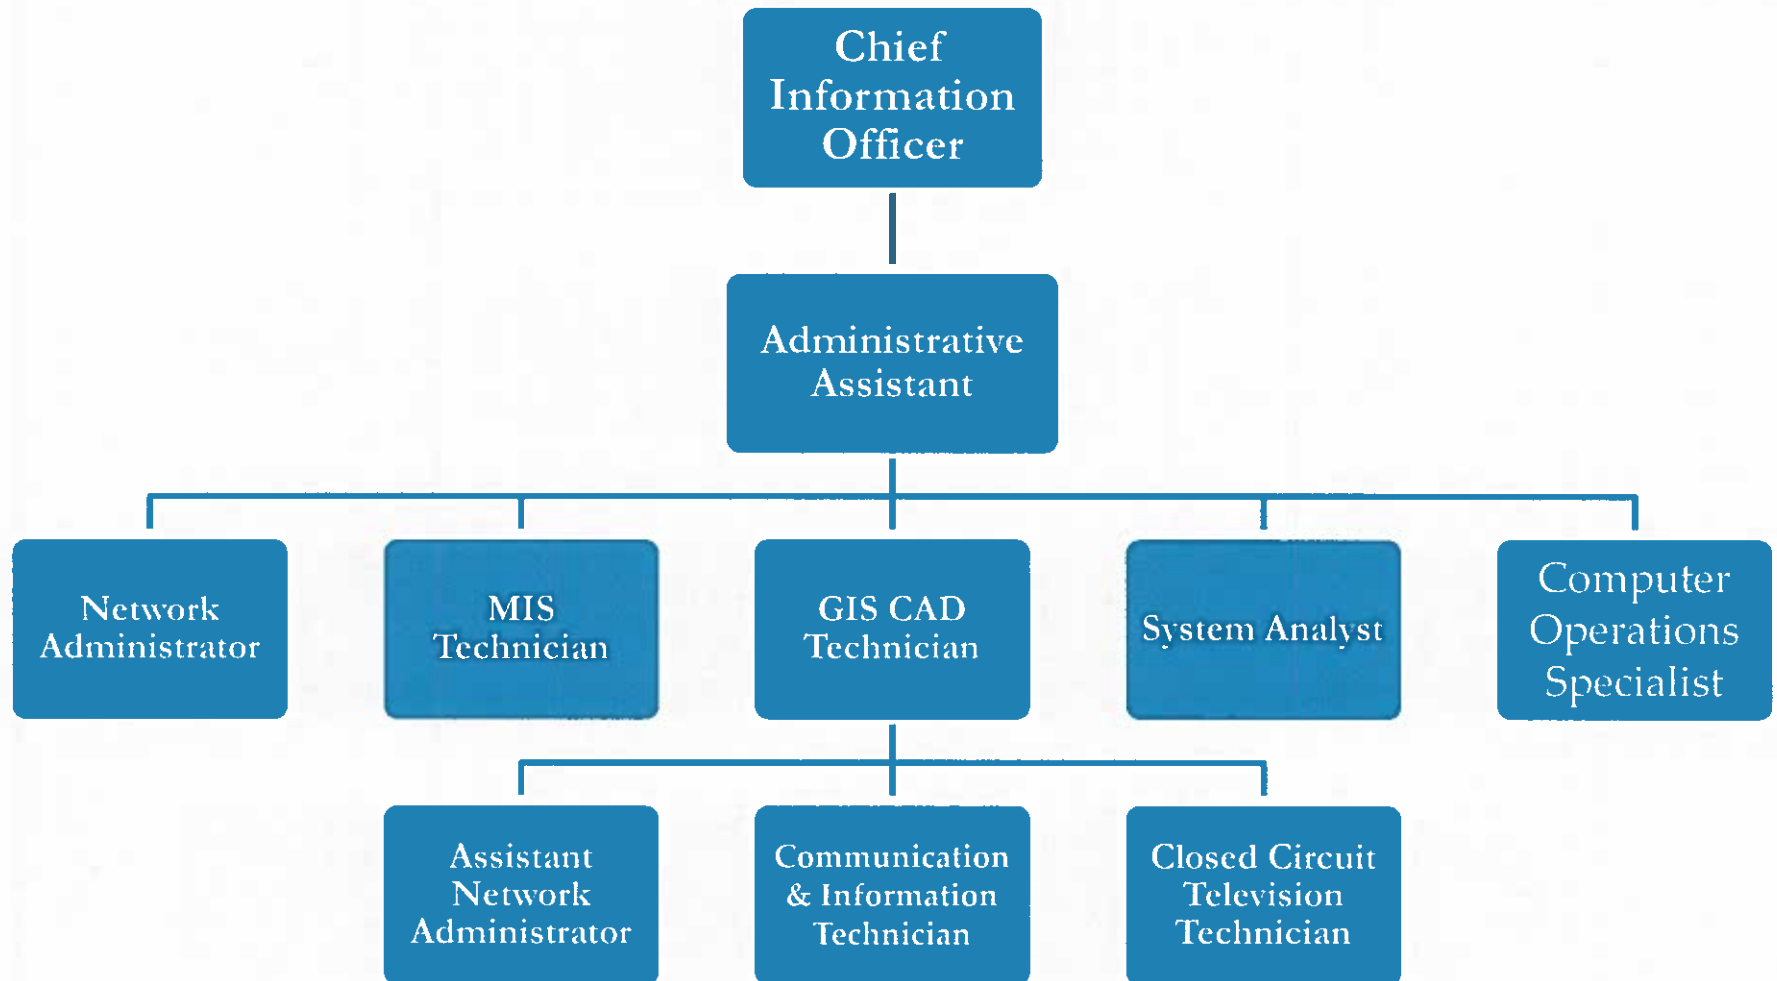 Chief
Information
Officer
Administrative
Assistant
Network
Administrator
MIS
Technician
GIS CAD
Technician
System Analyst
Computer
Operations
Specialist
Assistant
Network
Administrator
Communication
& Information
Technician
Closed Circuit
Television
Technician